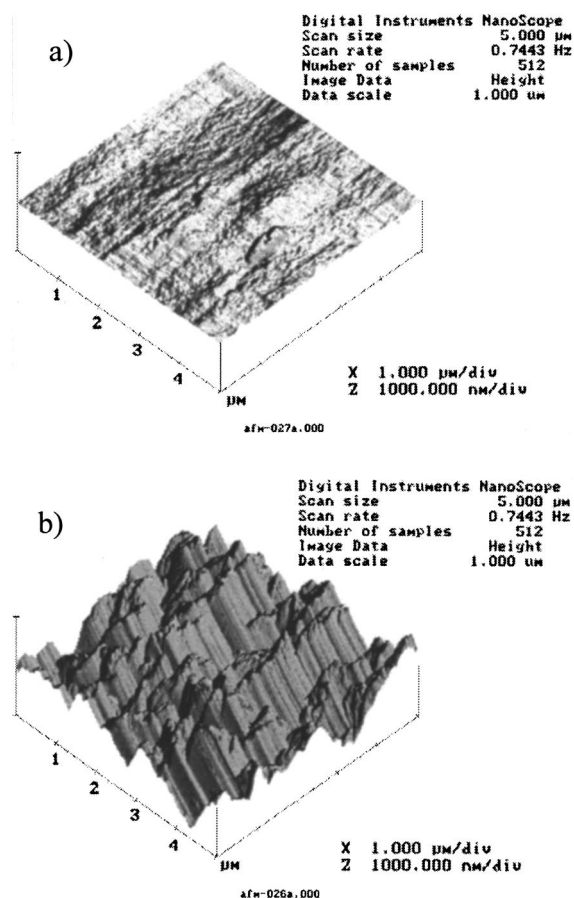 a)
Digital Instruments NanoScope
Scan size 5.000 µm
Scan rate 0.7443 Hz
Number of samples 512
Image Data Height
Data scale 1.000 um
1
2
3
4
µm
X 1.000 µm/div
Z 1000.000 nm/div
afm-027a.000
b)
Digital Instruments NanoScope
Scan size 5.000 µm
Scan rate 0.7443 Hz
Number of samples 512
Image Data Height
Data scale 1.000 um
1
2
3
4
µm
X 1.000 µm/div
Z 1000.000 nm/div
afm-026a.000